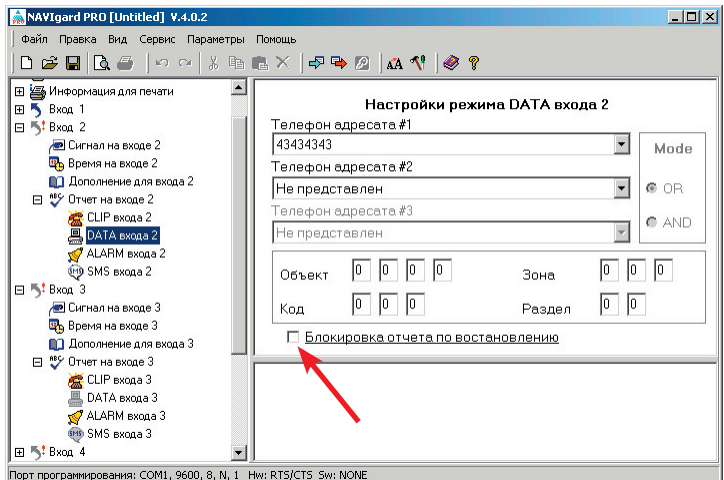 NAVIgard PRO [Untitled] V.4.0.2
Файл Правка Вид Сервис Параметры Помощь
Информация для печати
Вход 1
Вход 2
Сигнал на входе 2
Время на входе 2
Дополнение для входа 2
Отчет на входе 2
CLIP входа 2
DATA входа 2
ALARM входа 2
SMS входа 2
Вход 3
Сигнал на входе 3
Время на входе 3
Дополнение для входа 3
Отчет на входе 3
CLIP входа 3
DATA входа 3
ALARM входа 3
SMS входа 3
Вход 4
Настройки режима DATA входа 2
Телефон адресата #1
43434343
Телефон адресата #2
Не представлен
Телефон адресата #3
Не представлен
Mode
OR
AND
Объект 0 0 0 0 Зона 0 0 0
Код 0 0 0 Раздел 0 0
Блокировка отчета по востановлению
Порт программирования: COM1, 9600, 8, N, 1 Hw: RTS/CTS Sw: NONE